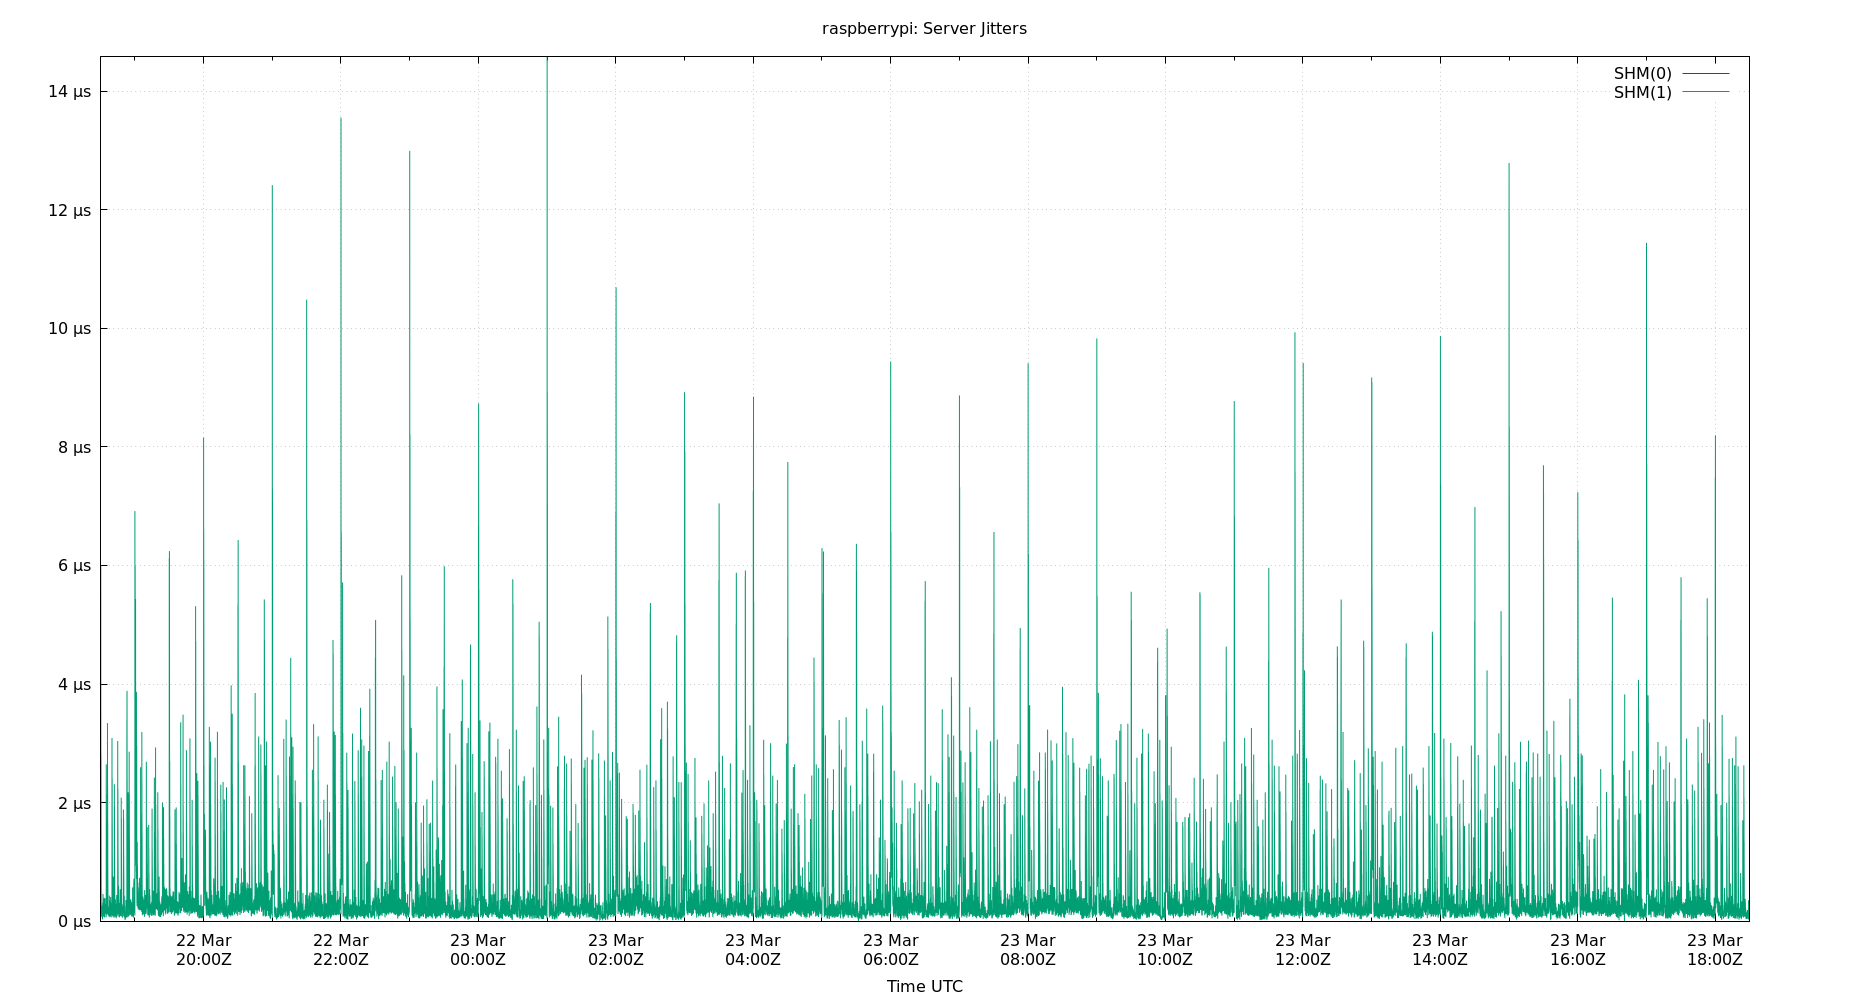 raspberrypi: Server Jitters
SHM(0)
SHM(1)
14 µs
12 µs
10 µs
8 µs
6 µs
4 µs
2 µs
0 µs
22 Mar 22 Mar 23 Mar 23 Mar 23 Mar 23 Mar 23 Mar 23 Mar 23 Mar 23 Mar 23 Mar 23 Mar
20:00Z 22:00Z 00:00Z 02:00Z 04:00Z 06:00Z 08:00Z 10:00Z 12:00Z 14:00Z 16:00Z 18:00Z
Time UTC